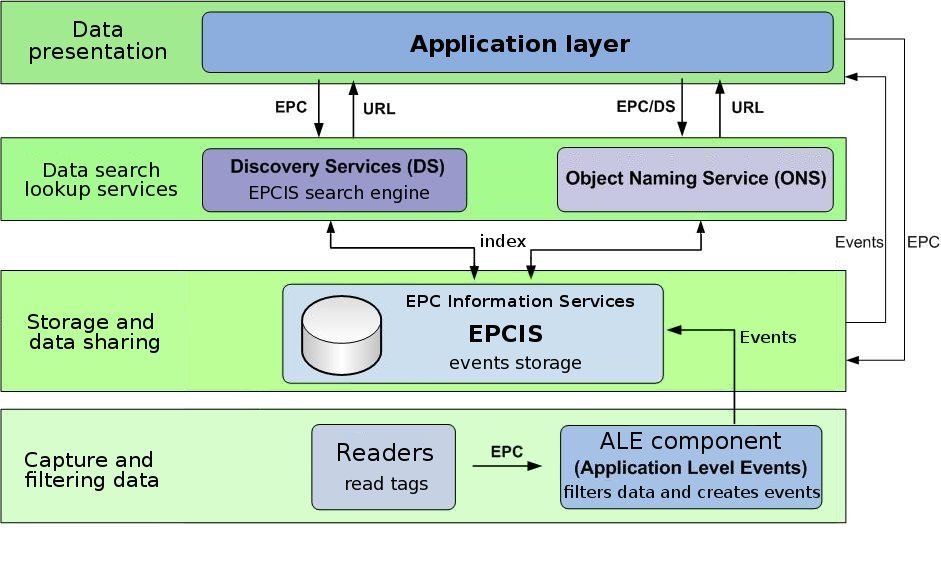 Data
presentation
Application layer
EPC
URL
EPC/DS
URL
Data search
lookup services
Discovery Services (DS)
EPCIS search engine
Object Naming Service (ONS)
index
Events
EPC
Storage and
data sharing
EPC Information Services
EPCIS
events storage
Events
Capture and
filtering data
Readers
read tags
EPC
ALE component
(Application Level Events)
filters data and creates events